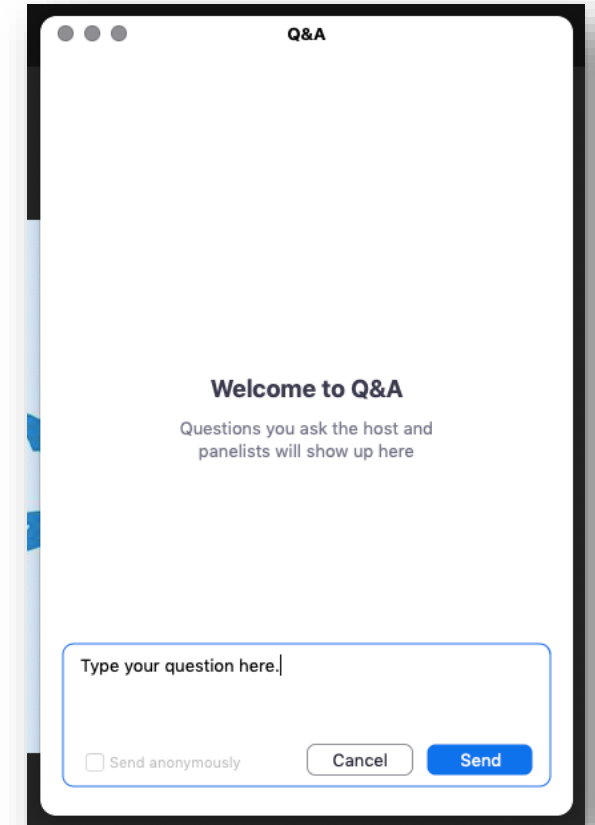 Q&A
Welcome to Q&A
Questions you ask the host and
panelists will show up here
Type your question here.
Send anonymously
Cancel
Send